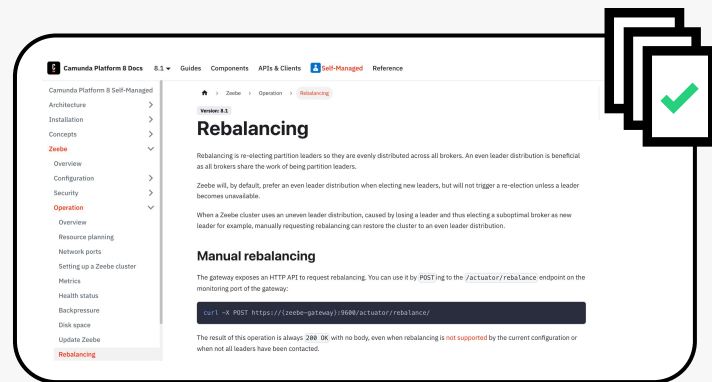 Camunda Platform 8 Docs 8.1 Guides Components APIs & Clients Self-Managed Reference
Camunda Platform 8 Self-Managed
Architecture
Installation
Concepts
Zeebe
Overview
Configuration
Security
Operation
Overview
Resource planning
Network ports
Setting up a Zeebe cluster
Metrics
Health status
Backpressure
Disk space
Update Zeebe
Rebalancing
Zeebe > Operation > Rebalancing
Version: 8.1
Rebalancing
Rebalancing is re-electing partition leaders so they are evenly distributed across all brokers. An even leader distribution is beneficial
as all brokers share the work of being partition leaders.
Zeebe will, by default, prefer an even leader distribution when electing new leaders, but will not trigger a re-election unless a leader
becomes unavailable.
When a Zeebe cluster uses an uneven leader distribution, caused by losing a leader and thus electing a suboptimal broker as new
leader for example, manually requesting rebalancing can restore the cluster to an even leader distribution.
Manual rebalancing
The gateway exposes an HTTP API to request rebalancing. You can use it by POSTing to the /actuator/rebalance endpoint on the
monitoring port of the gateway:
curl -X POST https://{zeebe-gateway}:9600/actuator/rebalance/
The result of this operation is always 200 OK with no body, even when rebalancing is not supported by the current configuration or
when not all leaders have been contacted.